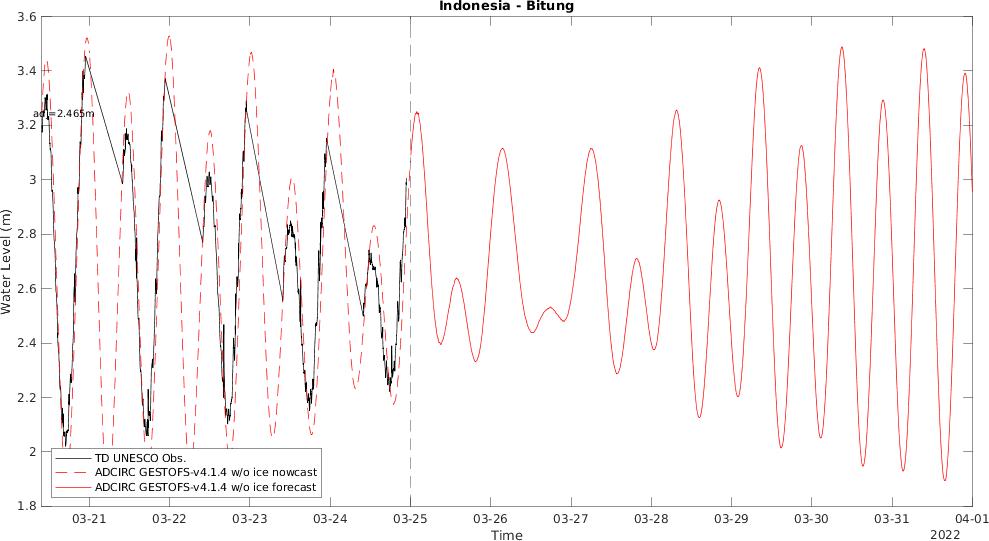 Indonesia - Bitung
3.6
3.4
3.2
3
2.8
2.6
2.4
2.2
2
1.8
Water Level (m)
=2.465m
TD UNESCO Obs.
ADCIRC GESTOFS-v4.1.4 w/o ice nowcast
ADCIRC GESTOFS-v4.1.4 w/o ice forecast
03-21 03-22 03-23 03-24 03-25 03-26 03-27 03-28 03-29 03-30 03-31 04-01
Time
2022